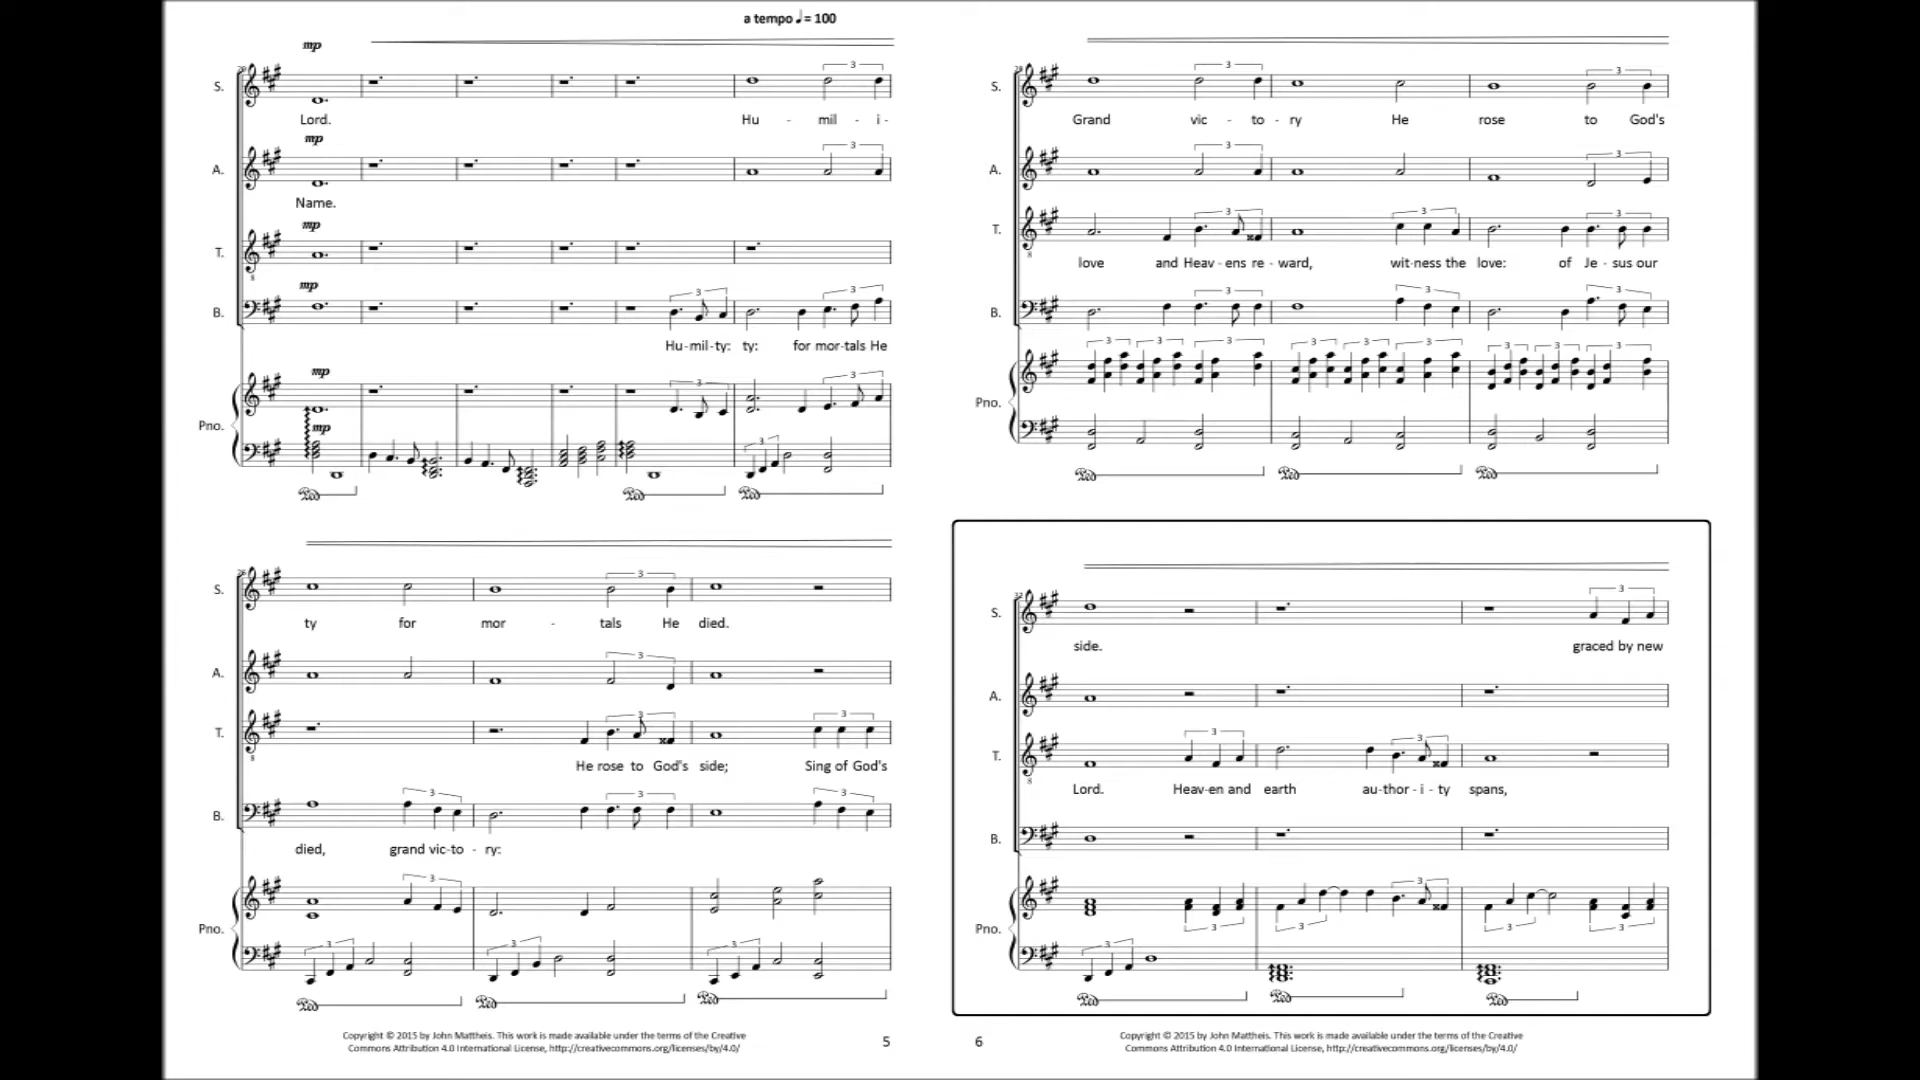 a tempo ♩= 100
mp
20
S.
Lord. Hu - mil - i-
mp
A.
Name.
mp
T.
mp
B.
Hu-mil-ty: ty: for mor-tals He
mp
mp
Pno.
S.
ty for mor - tals He died.
A.
T.
He rose to God's side; Sing of God's
B.
died, grand vic-to - ry:
Pno.
Copyright © 2015 by John Mattheis. This work is made available under the terms of the Creative
Commons Attribution 4.0 International License, http://creativecommons.org/licenses/by/4.0/
5
S.
Grand vic - to - ry He rose to God's
A.
T.
love and Heav-ens re-ward, wit-ness the love: of Je-sus our
B.
Pno.
32
S.
side. graced by new
A.
T.
Lord. Heav-en and earth au-thor-i-ty spans,
B.
Pno.
6
Copyright © 2015 by John Mattheis. This work is made available under the terms of the Creative
Commons Attribution 4.0 International License, http://creativecommons.org/licenses/by/4.0/